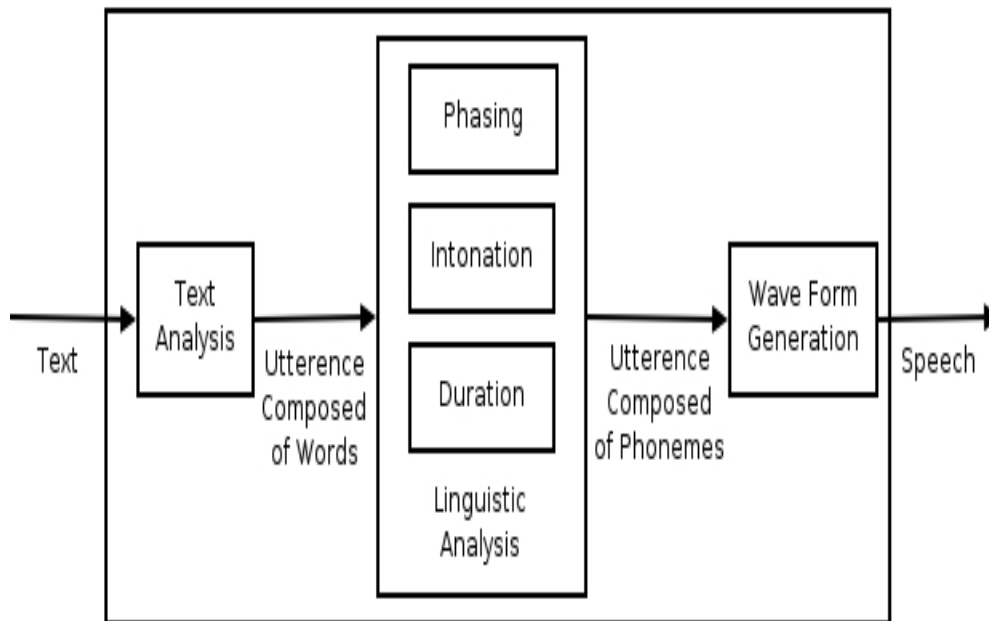 Text
Text
Analysis
Utterence
Composed
of Words
Phasing
Intonation
Duration
Linguistic
Analysis
Utterence
Composed
of Phonemes
Wave Form
Generation
Speech